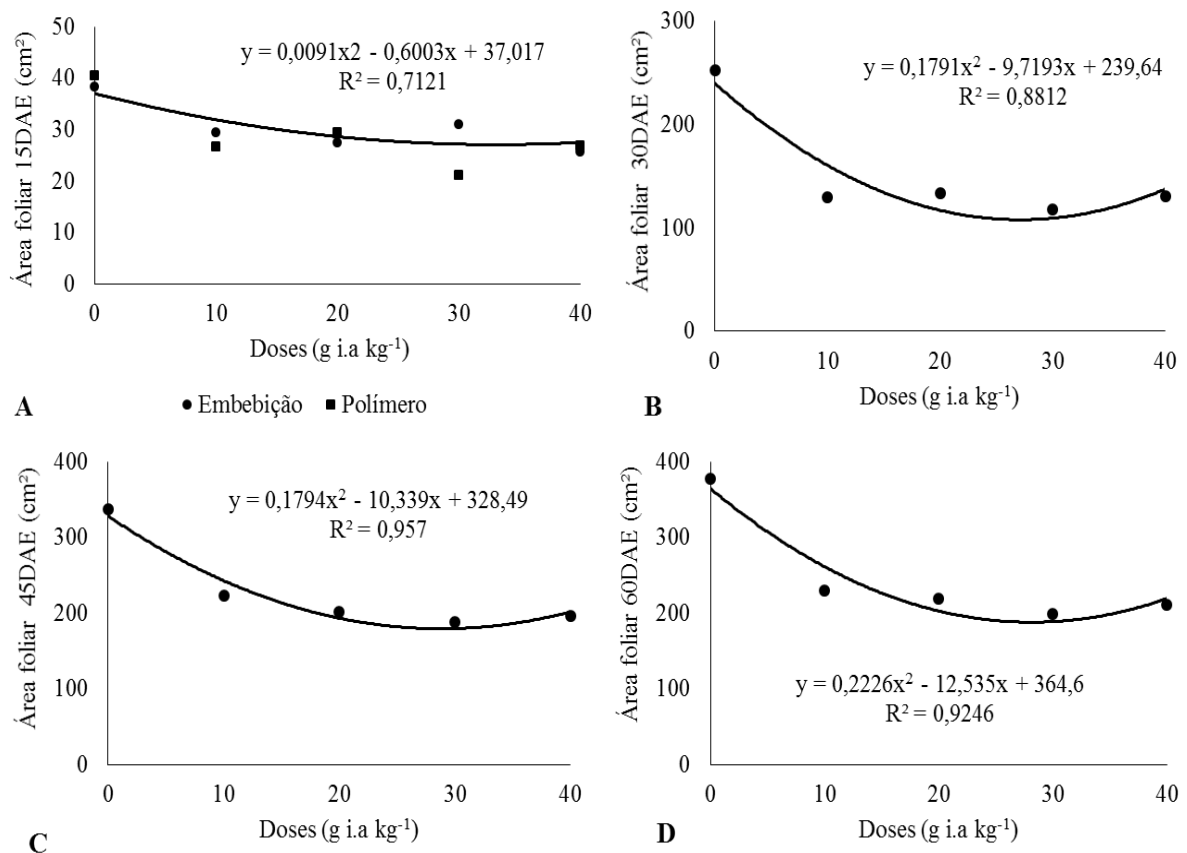 Área foliar 15DAE (cm²)
50
40
30
20
10
0
y = 0,0091x2 - 0,6003x + 37,017
R² = 0,7121
0 10 20 30 40
Doses (g i.a kg⁻¹)
A
● Embebição ■ Polímero
Área foliar 30DAE (cm²)
300
200
100
0
y = 0,1791x² - 9,7193x + 239,64
R² = 0,8812
0 10 20 30 40
Doses (g i.a kg⁻¹)
B
Área foliar 45DAE (cm²)
400
300
200
100
0
y = 0,1794x² - 10,339x + 328,49
R² = 0,957
0 10 20 30 40
Doses (g i.a kg⁻¹)
C
Área foliar 60DAE (cm²)
400
300
200
100
0
y = 0,2226x² - 12,535x + 364,6
R² = 0,9246
0 10 20 30 40
Doses (g i.a kg⁻¹)
D